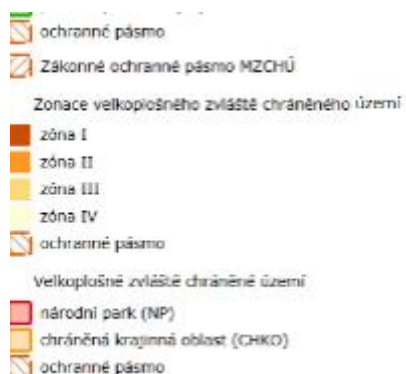 ochranné pásmo
Zákonné ochranné pásmo MZCHÚ
Zonace velkoplošného zvláště chráněného území
zóna I
zóna II
zóna III
zóna IV
ochranné pásmo
Velkoplošné zvláště chráněné území
národní park (NP)
chráněná krajinná oblast (CHKO)
ochranné pásmo